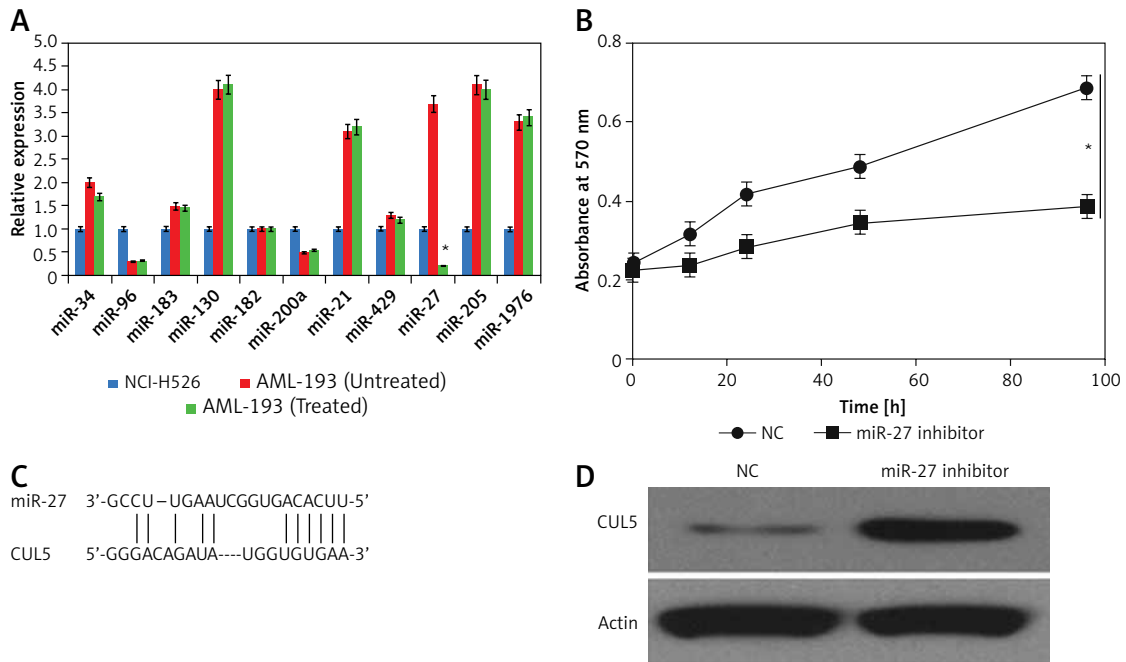 A
Relative expression
5.0
4.5
4.0
3.5
3.0
2.5
2.0
1.5
1.0
0.5
0
miR-34
miR-96
miR-183
miR-130
miR-182
miR-200a
miR-21
miR-429
miR-27
miR-205
miR-1976
*
NCI-H526
AML-193 (Untreated)
AML-193 (Treated)
B
Absorbance at 570 nm
0.8
0.6
0.4
0.2
0
0
20
40
60
80
100
*
Time [h]
NC
miR-27 inhibitor
C
miR-27 3’-GCCU–UGAAUCGGUGACACUU-5’
CUL5 5’-GGGACAGAUA----UGGUGUGAA-3’
D
NC miR-27 inhibitor
CUL5
Actin